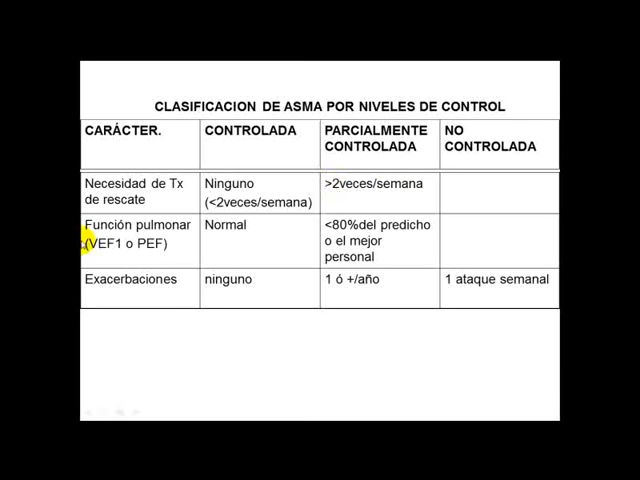 CLASIFICACION DE ASMA POR NIVELES DE CONTROL
CARÁCTER. CONTROLADA PARCIALMENTE CONTROLADA NO CONTROLADA
Necesidad de Tx de rescate Ninguno (<2veces/semana) >2veces/semana
Función pulmonar (VEF1 o PEF) Normal <80%del predicho o el mejor personal
Exacerbaciones ninguno 1 ó +/año 1 ataque semanal